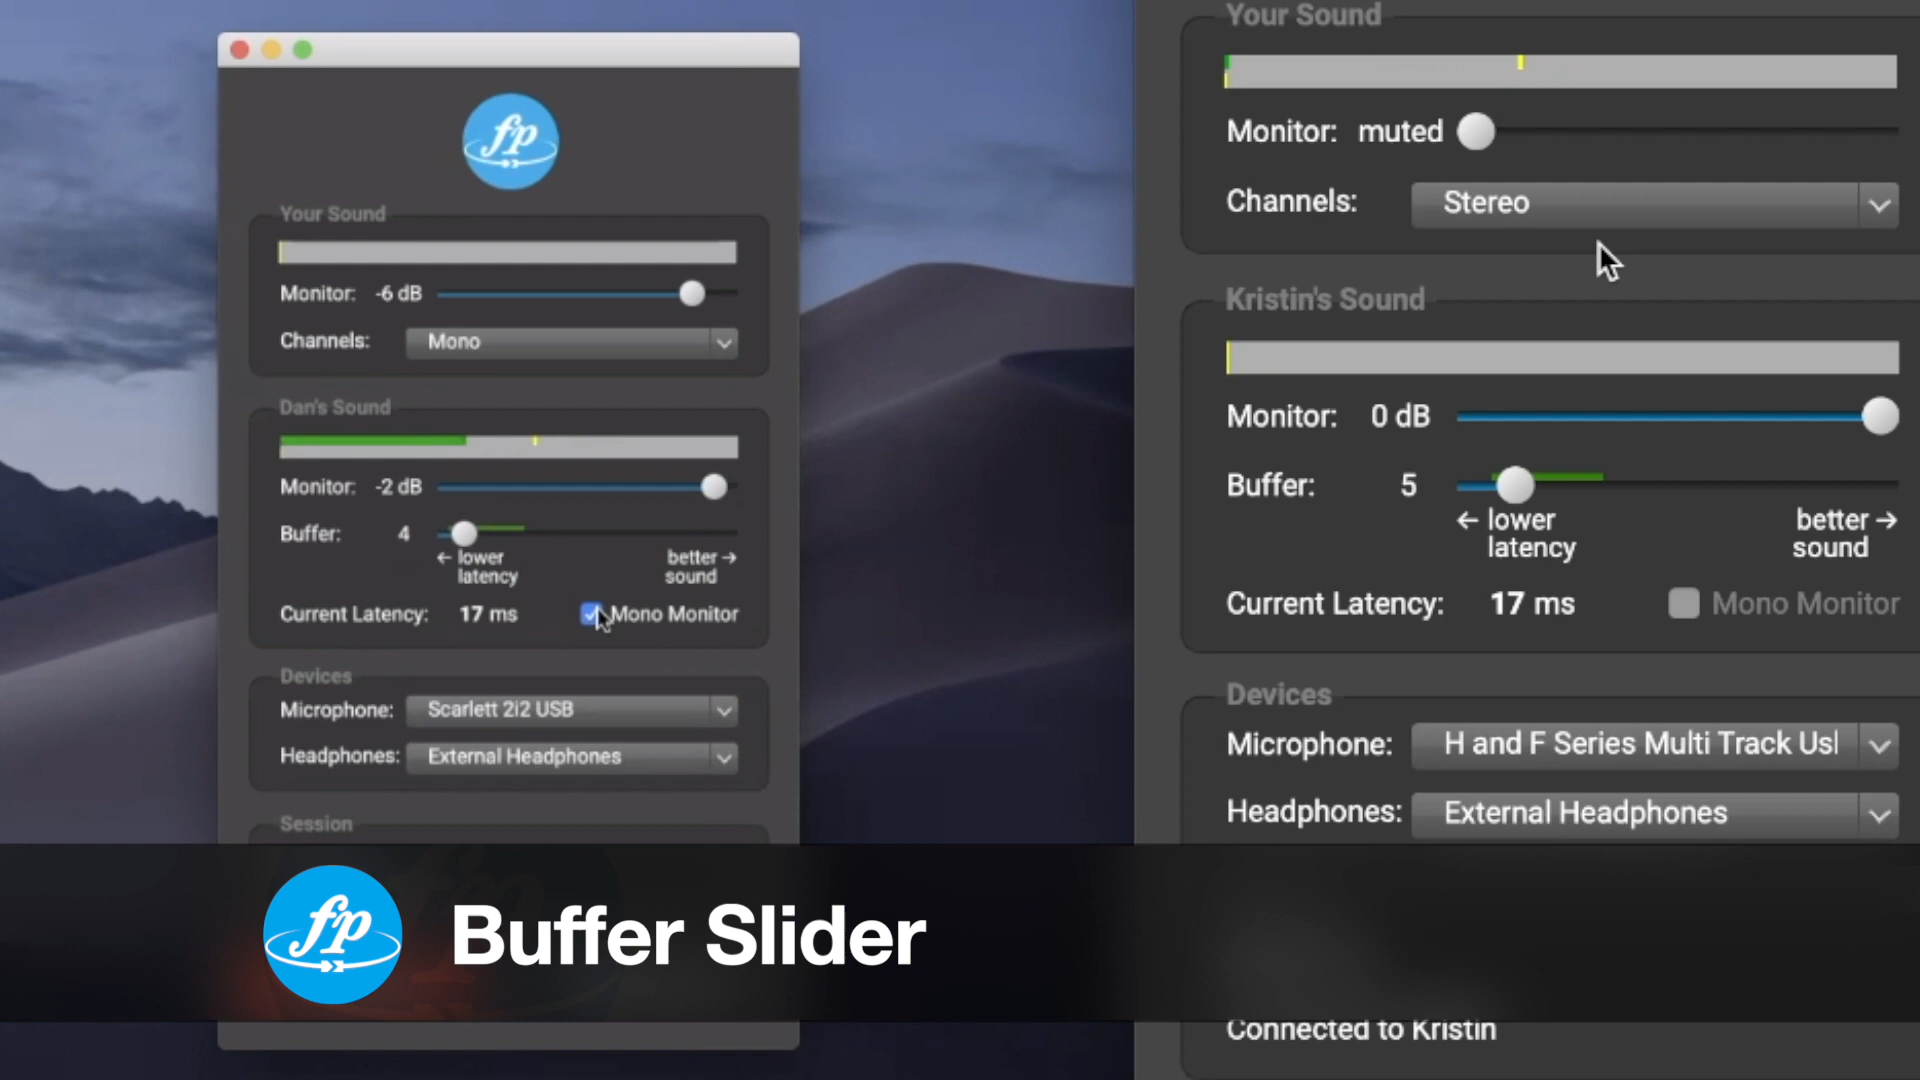 fp
Your Sound
Monitor: -6 dB
Channels: Mono
Dan's Sound
Monitor: -2 dB
Buffer: 4
← lower latency
better → sound
Current Latency: 17 ms
Mono Monitor
Devices
Microphone: Scarlett 2i2 USB
Headphones: External Headphones
Session
Your Sound
Monitor: muted
Channels: Stereo
Kristin's Sound
Monitor: 0 dB
Buffer: 5
← lower latency
better → sound
Current Latency: 17 ms
Mono Monitor
Devices
Microphone: H and F Series Multi Track
Headphones: External Headphones
fp
Buffer Slider
Connected to Kristin